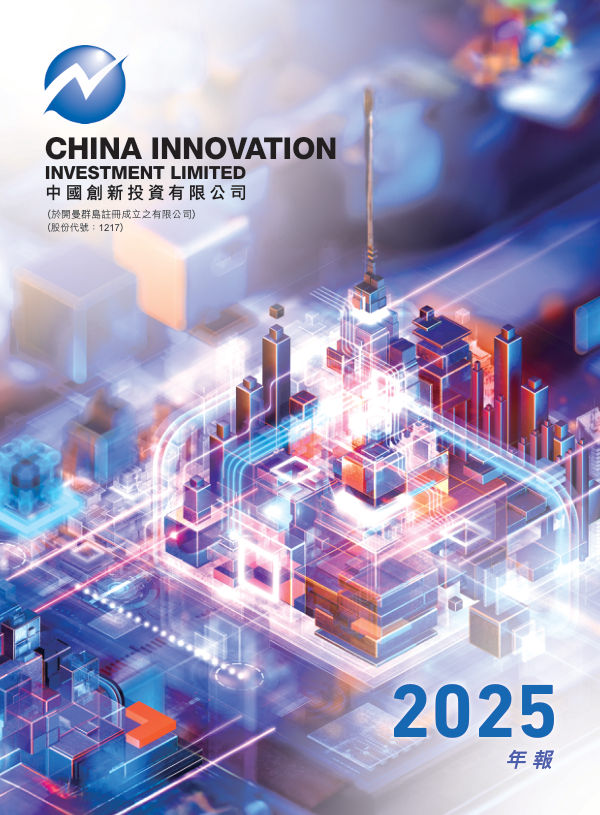 CHINA INNOVATION
INVESTMENT LIMITED
中國創新投資有限公司
(於開曼群島註冊成立之有限公司)
(股份代號：1217)
2025
年報